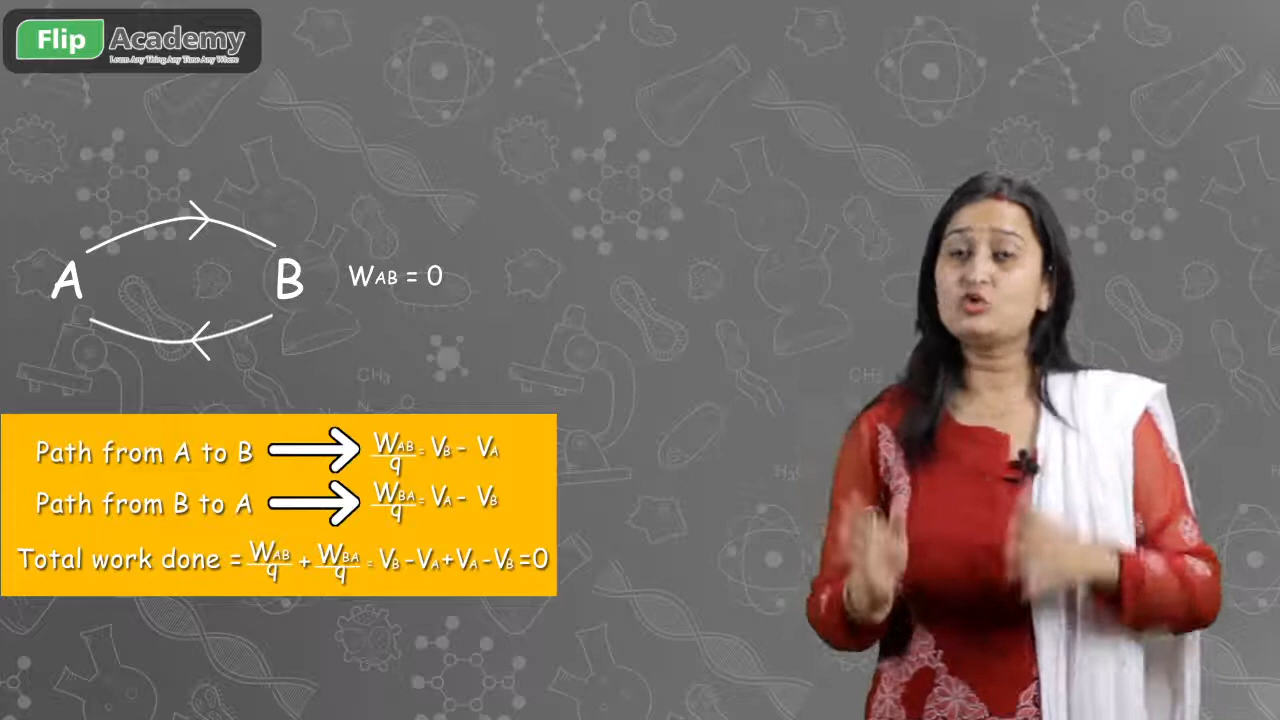 Flip Academy
Learn Any Thing Any Time Any Where
A B WAB = 0
CH3
Path from A to B WAB/q = VB - VA
Path from B to A WBA/q = VA - VB
Total work done = WAB/q + WBA/q = VB - VA + VA - VB = 0